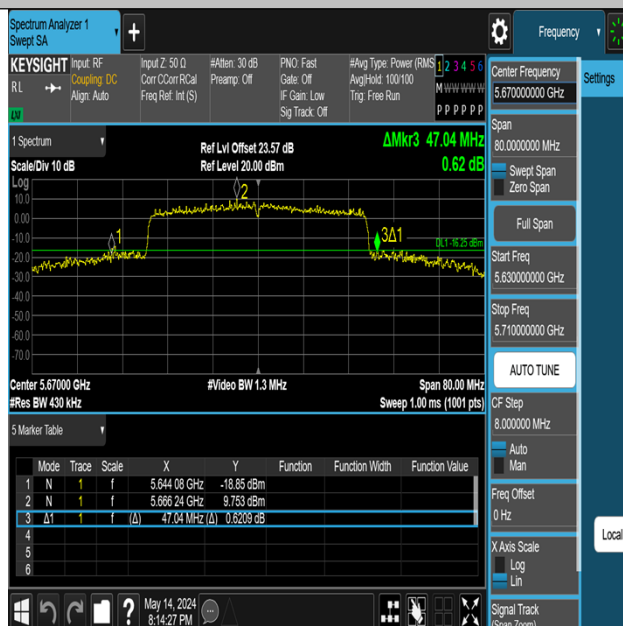 Spectrum Analyzer 1
Swept SA
Frequency
KEYSIGHT
RL
LXI
Input: RF
Coupling: DC
Align: Auto
Input Z: 50 Ω
Corr CCorr RCal
Freq Ref: Int (S)
#Atten: 30 dB
Preamp: Off
PNO: Fast
Gate: Off
IF Gain: Low
Sig Track: Off
#Avg Type: Power (RMS
Avg|Hold: 100/100
Trig: Free Run
1 2 3 4 5 6
M W W W W W
P P P P P P
1 Spectrum
Scale/Div 10 dB
Ref Lvl Offset 23.57 dB
Ref Level 20.00 dBm
ΔMkr3 47.04 MHz
0.62 dB
Log
10.0
0.00
-10.0
-20.0
-30.0
-40.0
-50.0
-60.0
-70.0
1
2
3Δ1
DL1 -16.25 dBm
Center 5.67000 GHz
#Res BW 430 kHz
#Video BW 1.3 MHz
Span 80.00 MHz
Sweep 1.00 ms (1001 pts)
5 Marker Table
Mode Trace Scale X Y Function Function Width Function Value
1 N 1 f 5.644 08 GHz -18.85 dBm
2 N 1 f 5.666 24 GHz 9.753 dBm
3 Δ1 1 f (Δ) 47.04 MHz (Δ) 0.6209 dB
4
5
6
May 14, 2024
8:14:27 PM
Center Frequency
5.670000000 GHz
Settings
Span
80.0000000 MHz
Swept Span
Zero Span
Full Span
Start Freq
5.630000000 GHz
Stop Freq
5.710000000 GHz
AUTO TUNE
CF Step
8.000000 MHz
Auto
Man
Freq Offset
0 Hz
Local
X Axis Scale
Log
Lin
Signal Track
(Span Zoom)